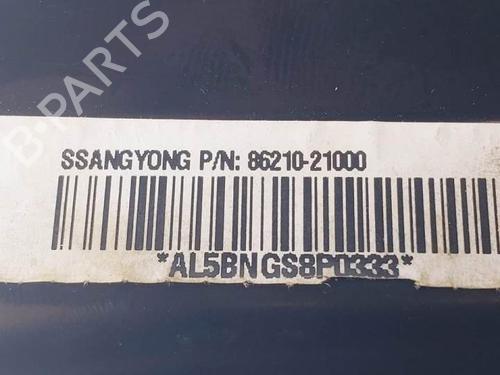 B-PARTS
SSANGYONG P/N: 86210-21000
*AL5BNGS8P0333*